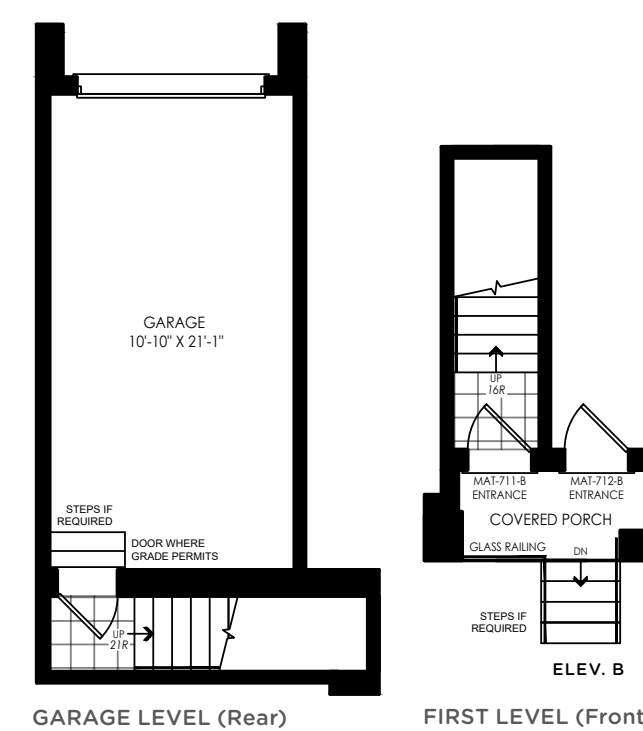 GARAGE
10'-10" X 21'-1"
STEPS IF
REQUIRED
DOOR WHERE
GRADE PERMITS
UP
21R
GARAGE LEVEL (Rear)
UP
16R
MAT-711-B
ENTRANCE
MAT-712-B
ENTRANCE
COVERED PORCH
GLASS RAILING
DN
STEPS IF
REQUIRED
ELEV. B
FIRST LEVEL (Front